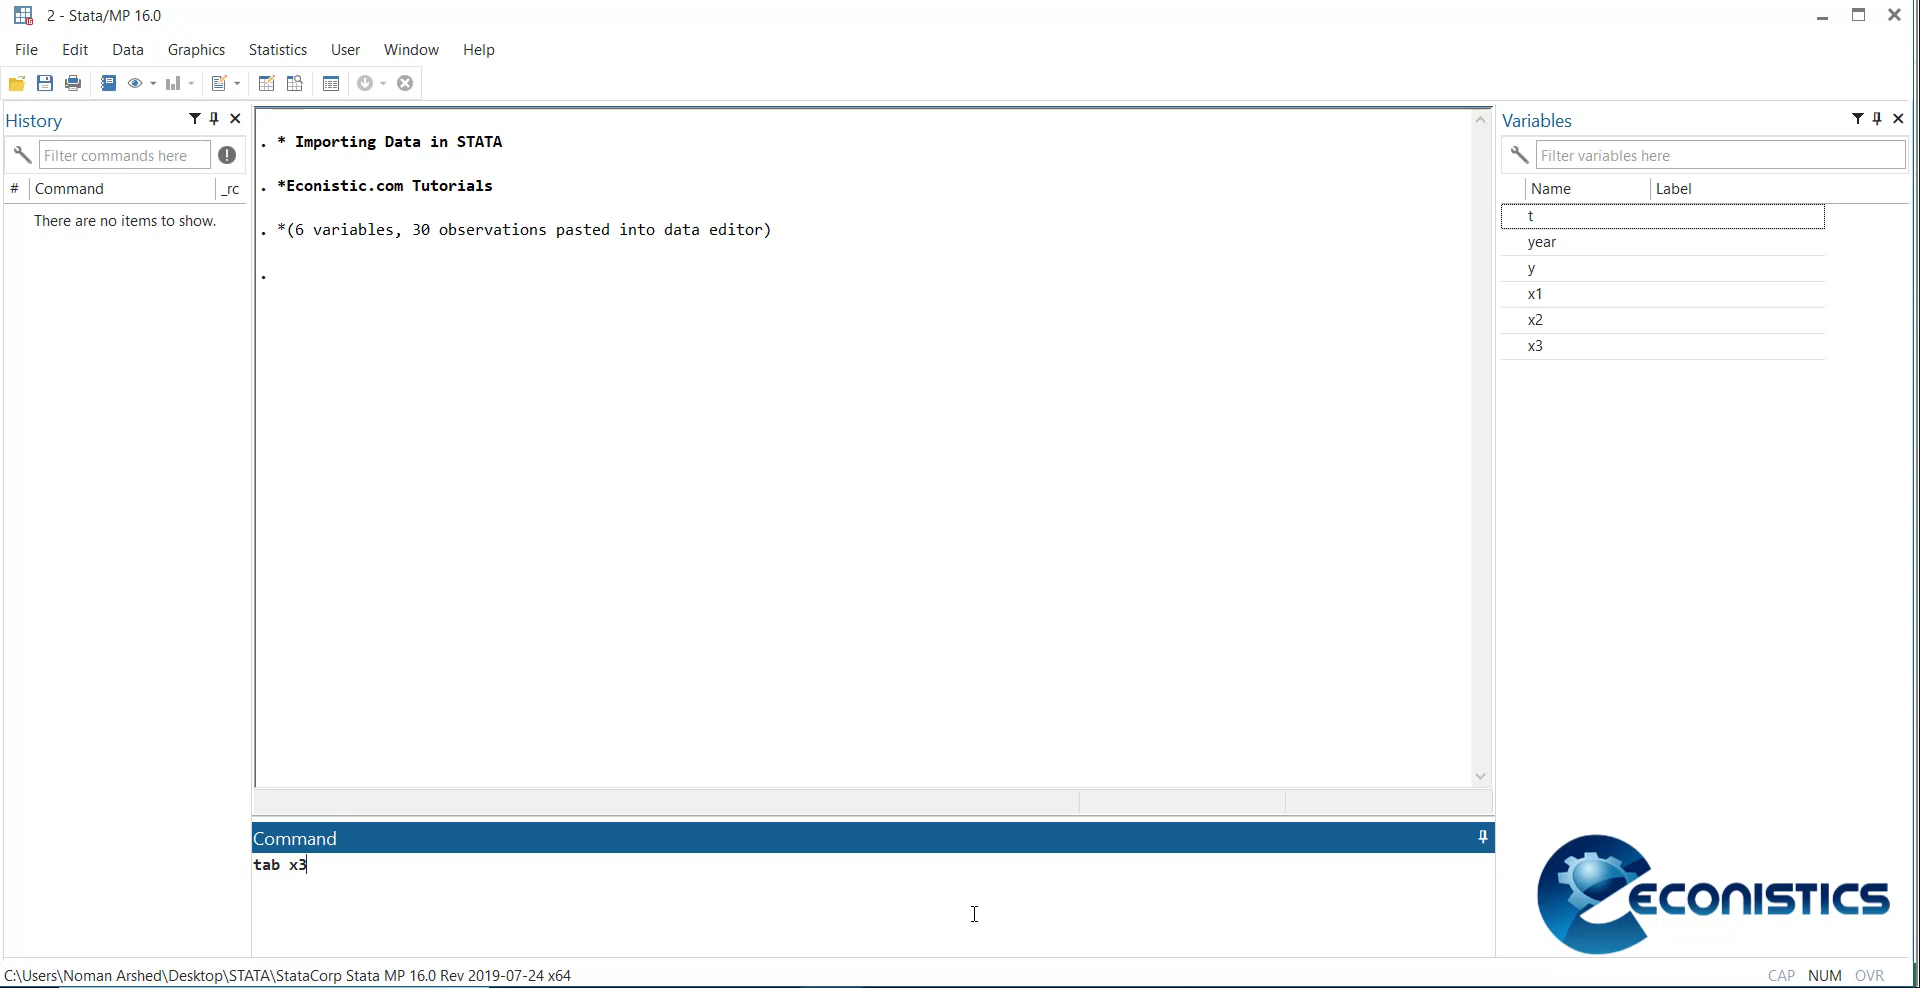 2 - Stata/MP 16.0
File Edit Data Graphics Statistics User Window Help
History
Filter commands here
# Command _rc
There are no items to show.
. * Importing Data in STATA
. *Econistic.com Tutorials
. *(6 variables, 30 observations pasted into data editor)
.
Command
tab x3
Variables
Filter variables here
Name Label
t
year
y
x1
x2
x3
ECONISTICS
C:\Users\Noman Arshed\Desktop\STATA\StataCorp Stata MP 16.0 Rev 2019-07-24 x64
CAP NUM OVR